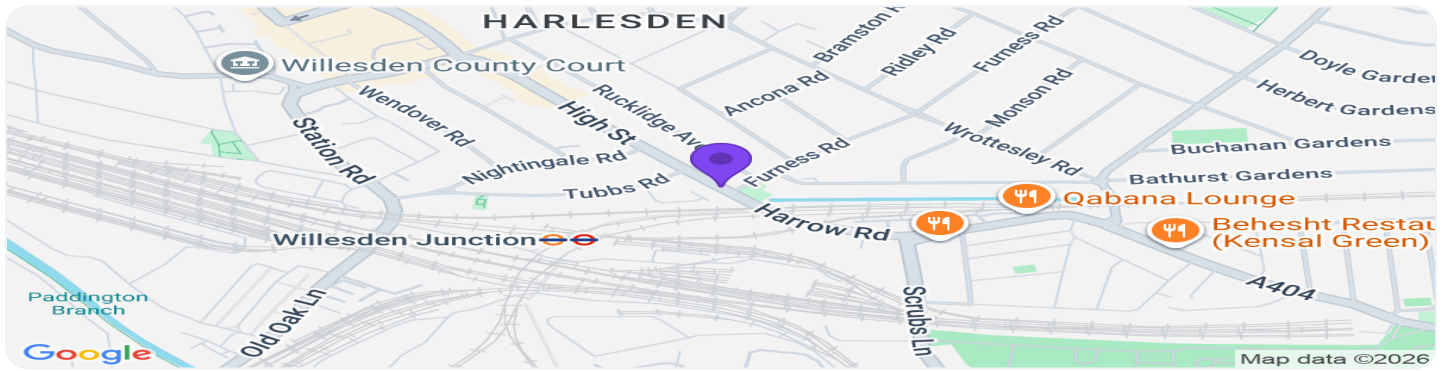 HARLESDEN
Willesden County Court
Bramston R
Ridley Rd
Furness Rd
Doyle Garde
Herbert Gardens
Wendover Rd
Rucklidge Ave
Ancona Rd
Monson Rd
High St
Station Rd
Wrottesley Rd
Buchanan Gardens
Nightingale Rd
Furness Rd
Bathurst Gardens
Tubbs Rd
Qabana Lounge
Harrow Rd
Behesht Restau
(Kensal Green)
Willesden Junction
A404
Paddington
Branch
Scrubs Ln
Old Oak Ln
Google
Map data ©2026